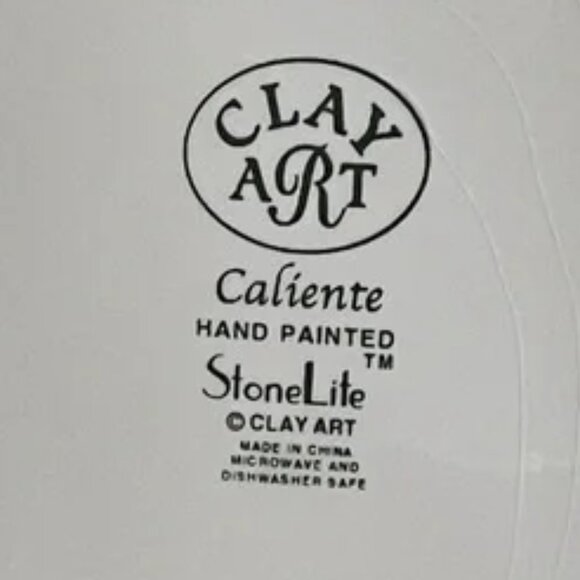 CLAY
ART
Caliente
HAND PAINTED
TM
StoneLite
© CLAY ART
MADE IN CHINA
MICROWAVE AND
DISHWASHER SAFE